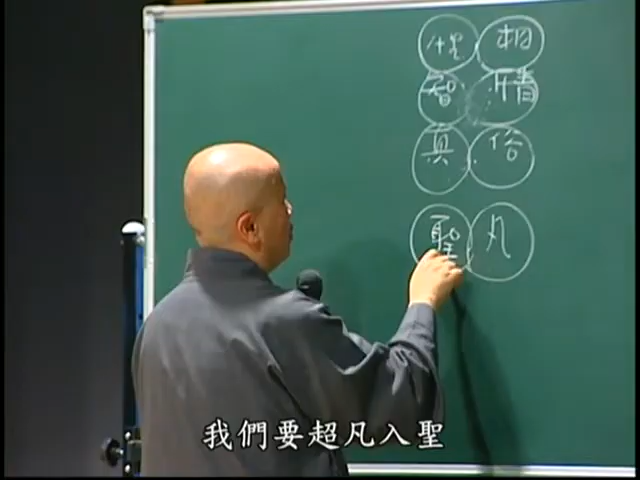 性 相
智 情
真 俗
聖 凡
我們要超凡入聖